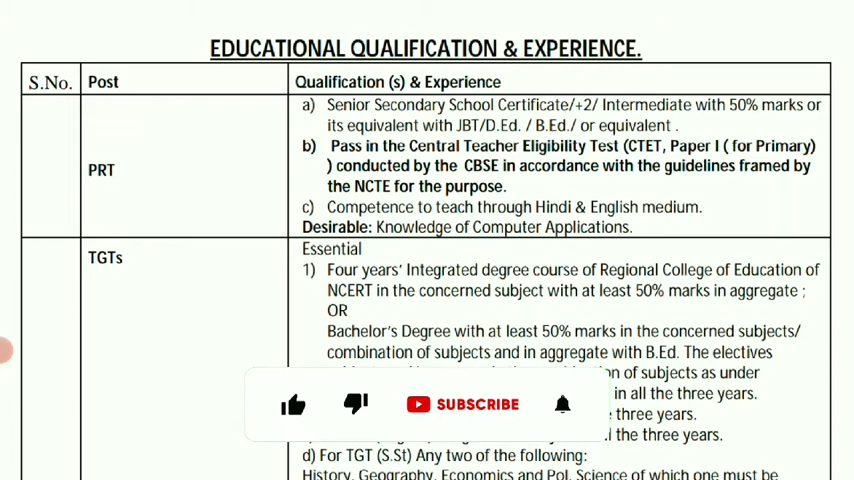 EDUCATIONAL QUALIFICATION & EXPERIENCE.
S.No. Post Qualification (s) & Experience
PRT
a) Senior Secondary School Certificate/+2/ Intermediate with 50% marks or
its equivalent with JBT/D.Ed. / B.Ed./ or equivalent .
b) Pass in the Central Teacher Eligibility Test (CTET, Paper I ( for Primary)
) conducted by the CBSE in accordance with the guidelines framed by
the NCTE for the purpose.
c) Competence to teach through Hindi & English medium.
Desirable: Knowledge of Computer Applications.
TGTs
Essential
1) Four years' Integrated degree course of Regional College of Education of
NCERT in the concerned subject with at least 50% marks in aggregate ;
OR
Bachelor's Degree with at least 50% marks in the concerned subjects/
combination of subjects and in aggregate with B.Ed. The electives
of subjects as under
in all the three years.
three years.
the three years.
SUBSCRIBE
d) For TGT (S.St) Any two of the following:
History, Geography, Economics and Pol. Science of which one must be